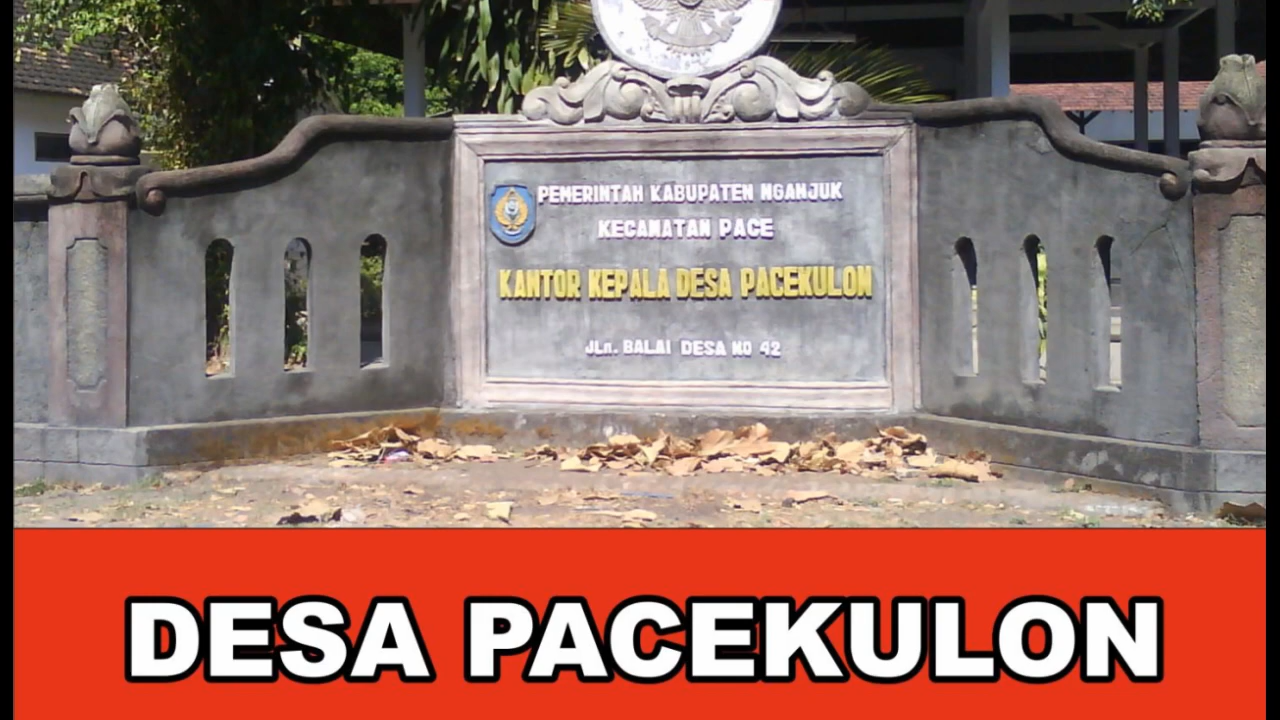 PEMERINTAH KABUPATEN NGANJUK
KECAMATAN PACE
KANTOR KEPALA DESA PACEKULON
JLn. BALAI DESA NO 42
DESA PACEKULON